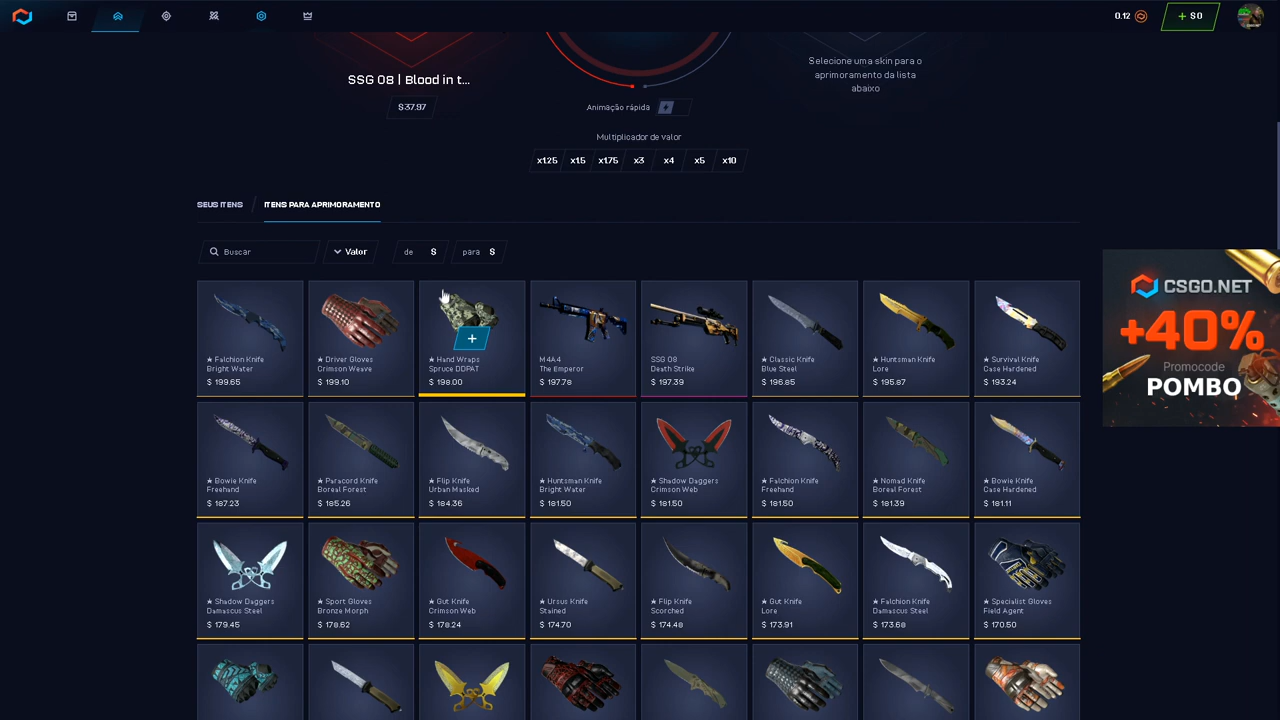 0.12
+ $0
SSG 08 | Blood in t...
$37.97
Animação rápida
Selecione uma skin para o
aprimoramento da lista
abaixo
Multiplicador de valor
x1.25 x1.5 x1.75 x3 x4 x5 x10
SEUS ITENS
ITENS PARA APRIMORAMENTO
Buscar
Valor
de $
para $
★ Falchion Knife
Bright Water
$ 199.65
★ Driver Gloves
Crimson Weave
$ 199.10
★ Hand Wraps
Spruce DDPAT
$ 198.00
M4A4
The Emperor
$ 197.78
SSG 08
Death Strike
$ 197.39
★ Classic Knife
Blue Steel
$ 196.85
★ Huntsman Knife
Lore
$ 195.87
★ Survival Knife
Case Hardened
$ 193.24
★ Bowie Knife
Freehand
$ 187.23
★ Paracord Knife
Boreal Forest
$ 185.26
★ Flip Knife
Urban Masked
$ 184.36
★ Huntsman Knife
Bright Water
$ 181.50
★ Shadow Daggers
Crimson Web
$ 181.50
★ Falchion Knife
Freehand
$ 181.50
★ Nomad Knife
Boreal Forest
$ 181.39
★ Bowie Knife
Case Hardened
$ 181.11
★ Shadow Daggers
Damascus Steel
$ 179.45
★ Sport Gloves
Bronze Morph
$ 178.62
★ Gut Knife
Crimson Web
$ 178.24
★ Ursus Knife
Stained
$ 174.70
★ Flip Knife
Scorched
$ 174.48
★ Gut Knife
Lore
$ 173.91
★ Falchion Knife
Damascus Steel
$ 173.68
★ Specialist Gloves
Field Agent
$ 170.50
CSGO.NET
+40%
Promocode
POMBO